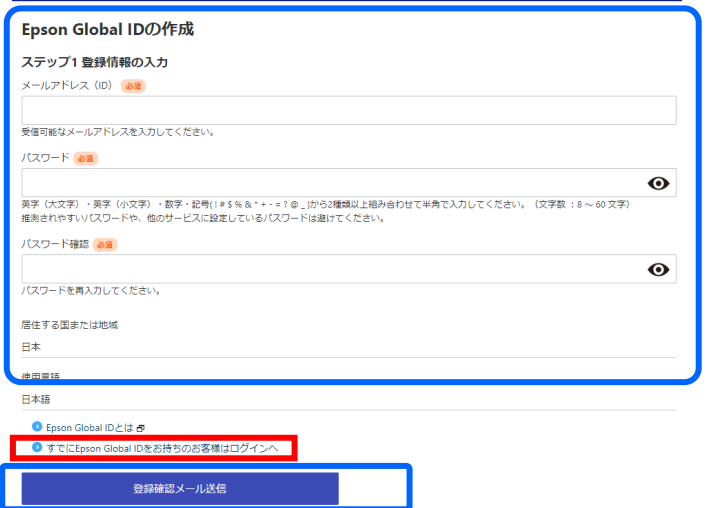 Epson Global IDの作成
ステップ1 登録情報の入力
メールアドレス（ID） 必須
受信可能なメールアドレスを入力してください。
パスワード 必須
英字（大文字）・英字（小文字）・数字・記号( ! # $ % & * + - = ? @ _ )から2種類以上組み合わせて半角で入力してください。（文字数 : 8 ～ 60 文字）
推測されやすいパスワードや、他のサービスに設定しているパスワードは避けてください。
パスワード確認 必須
パスワードを再入力してください。
居住する国または地域
日本
使用言語
日本語
Epson Global IDとは
すでにEpson Global IDをお持ちのお客様はログインへ
登録確認メール送信